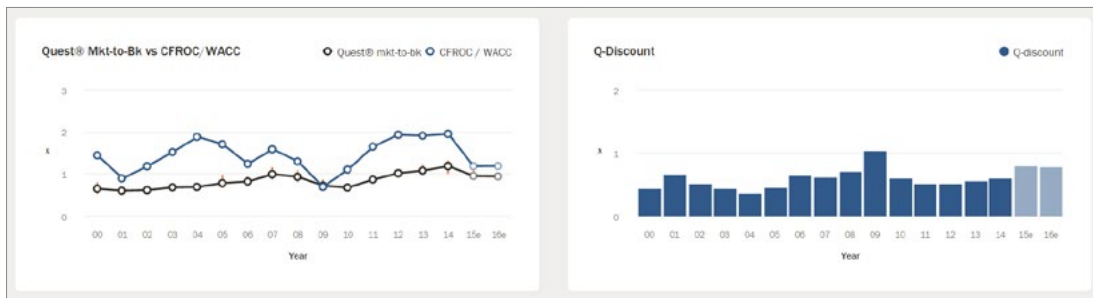 Quest® Mkt-to-Bk vs CFROC/WACC
Quest® mkt-to-bk CFROC / WACC
3
2
x
1
0
00 01 02 03 04 05 06 07 08 09 10 11 12 13 14 15e 16e
Year
Q-Discount
Q-discount
2
x
1
0
00 01 02 03 04 05 06 07 08 09 10 11 12 13 14 15e 16e
Year